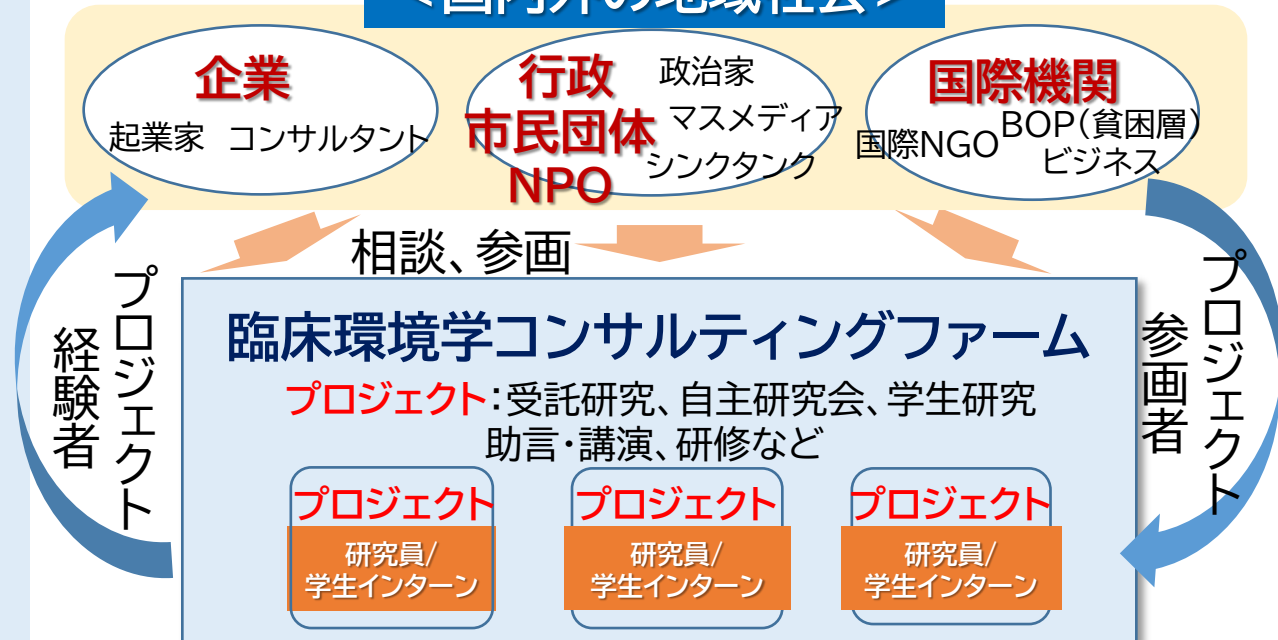 <国内外の地域社会>
企業
起業家 コンサルタント
行政
市民団体
NPO
政治家
マスメディア
シンクタンク
国際機関
国際NGO
BOP(貧困層)
ビジネス
相談、参画
プロジェクト
経験者
プロジェクト
参画者
臨床環境学コンサルティングファーム
プロジェクト:受託研究、自主研究会、学生研究
助言・講演、研修など
プロジェクト
研究員/
学生インターン
プロジェクト
研究員/
学生インターン
プロジェクト
研究員/
学生インターン